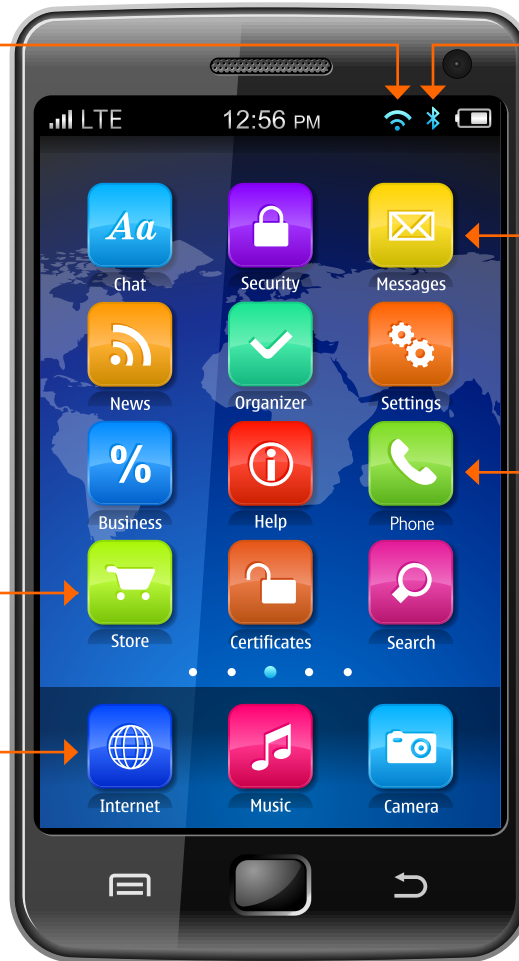 LTE 12:56 PM
Aa
Chat Security Messages
News Organizer Settings
%
Business Help Phone
Store Certificates Search
Internet Music Camera